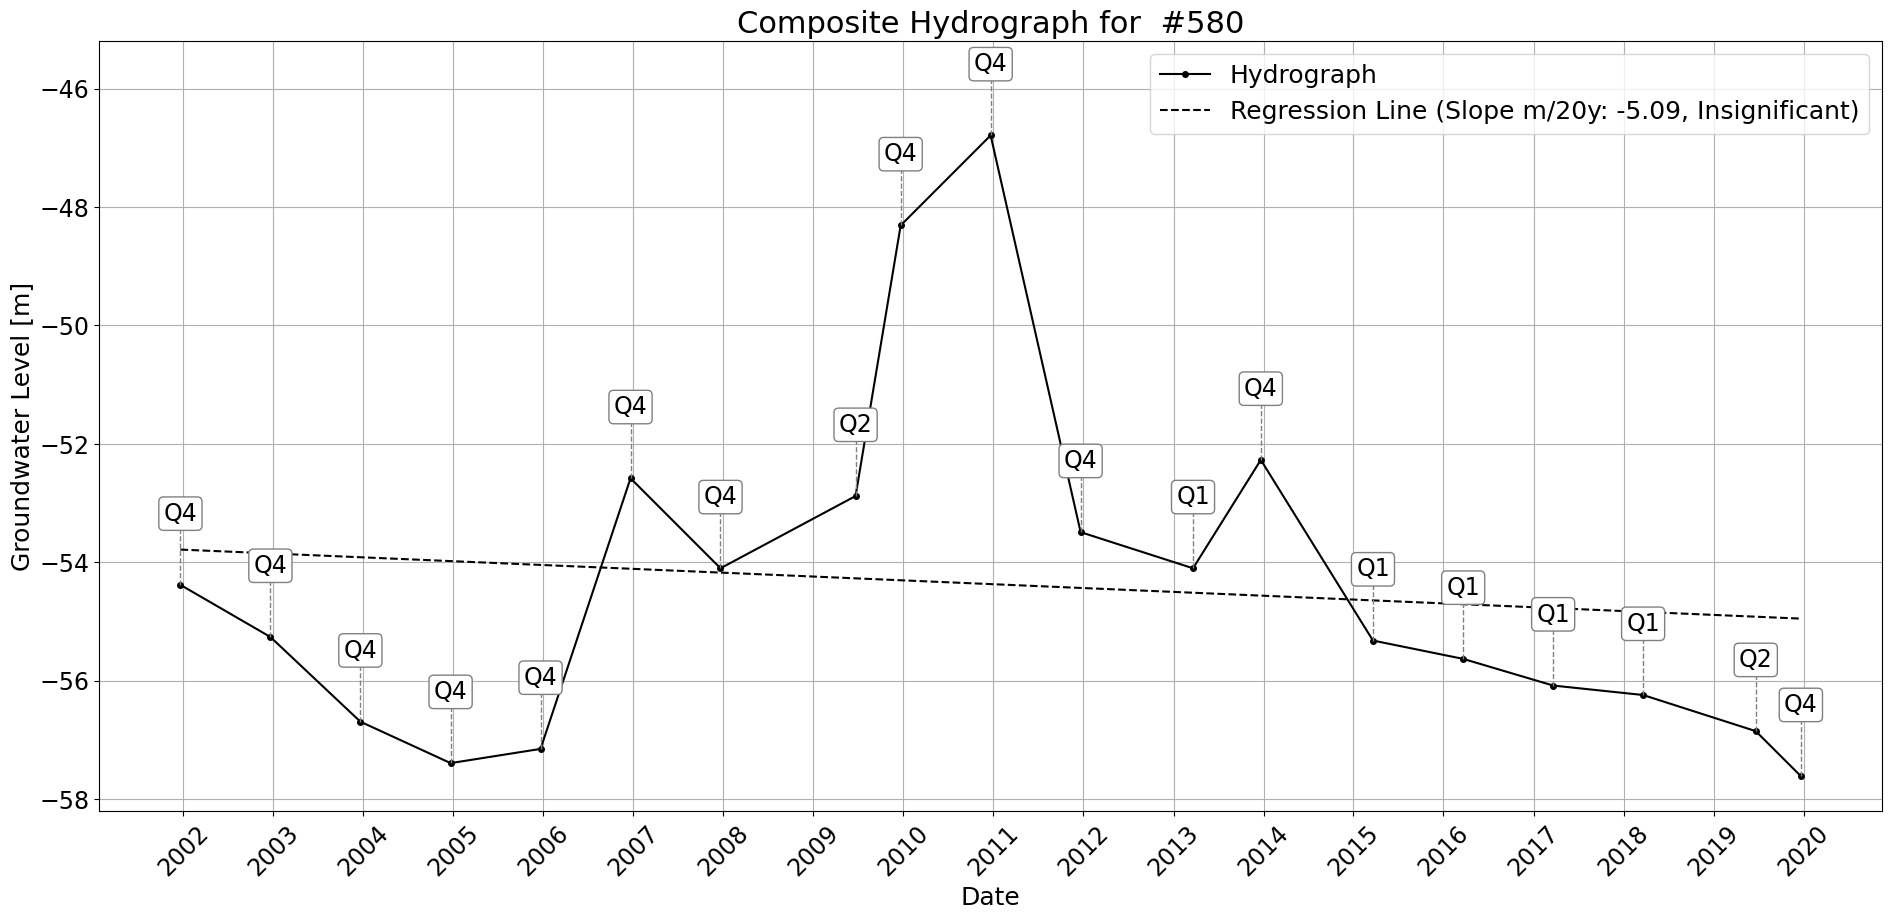 Composite Hydrograph for  #580
Hydrograph
Regression Line (Slope m/20y: -5.09, Insignificant)
Groundwater Level [m]
−46
−48
−50
−52
−54
−56
−58
Q4
Q4
Q4
Q4
Q4
Q4
Q4
Q2
Q4
Q4
Q4
Q1
Q4
Q1
Q1
Q1
Q1
Q2
Q4
2002
2003
2004
2005
2006
2007
2008
2009
2010
2011
2012
2013
2014
2015
2016
2017
2018
2019
2020
Date